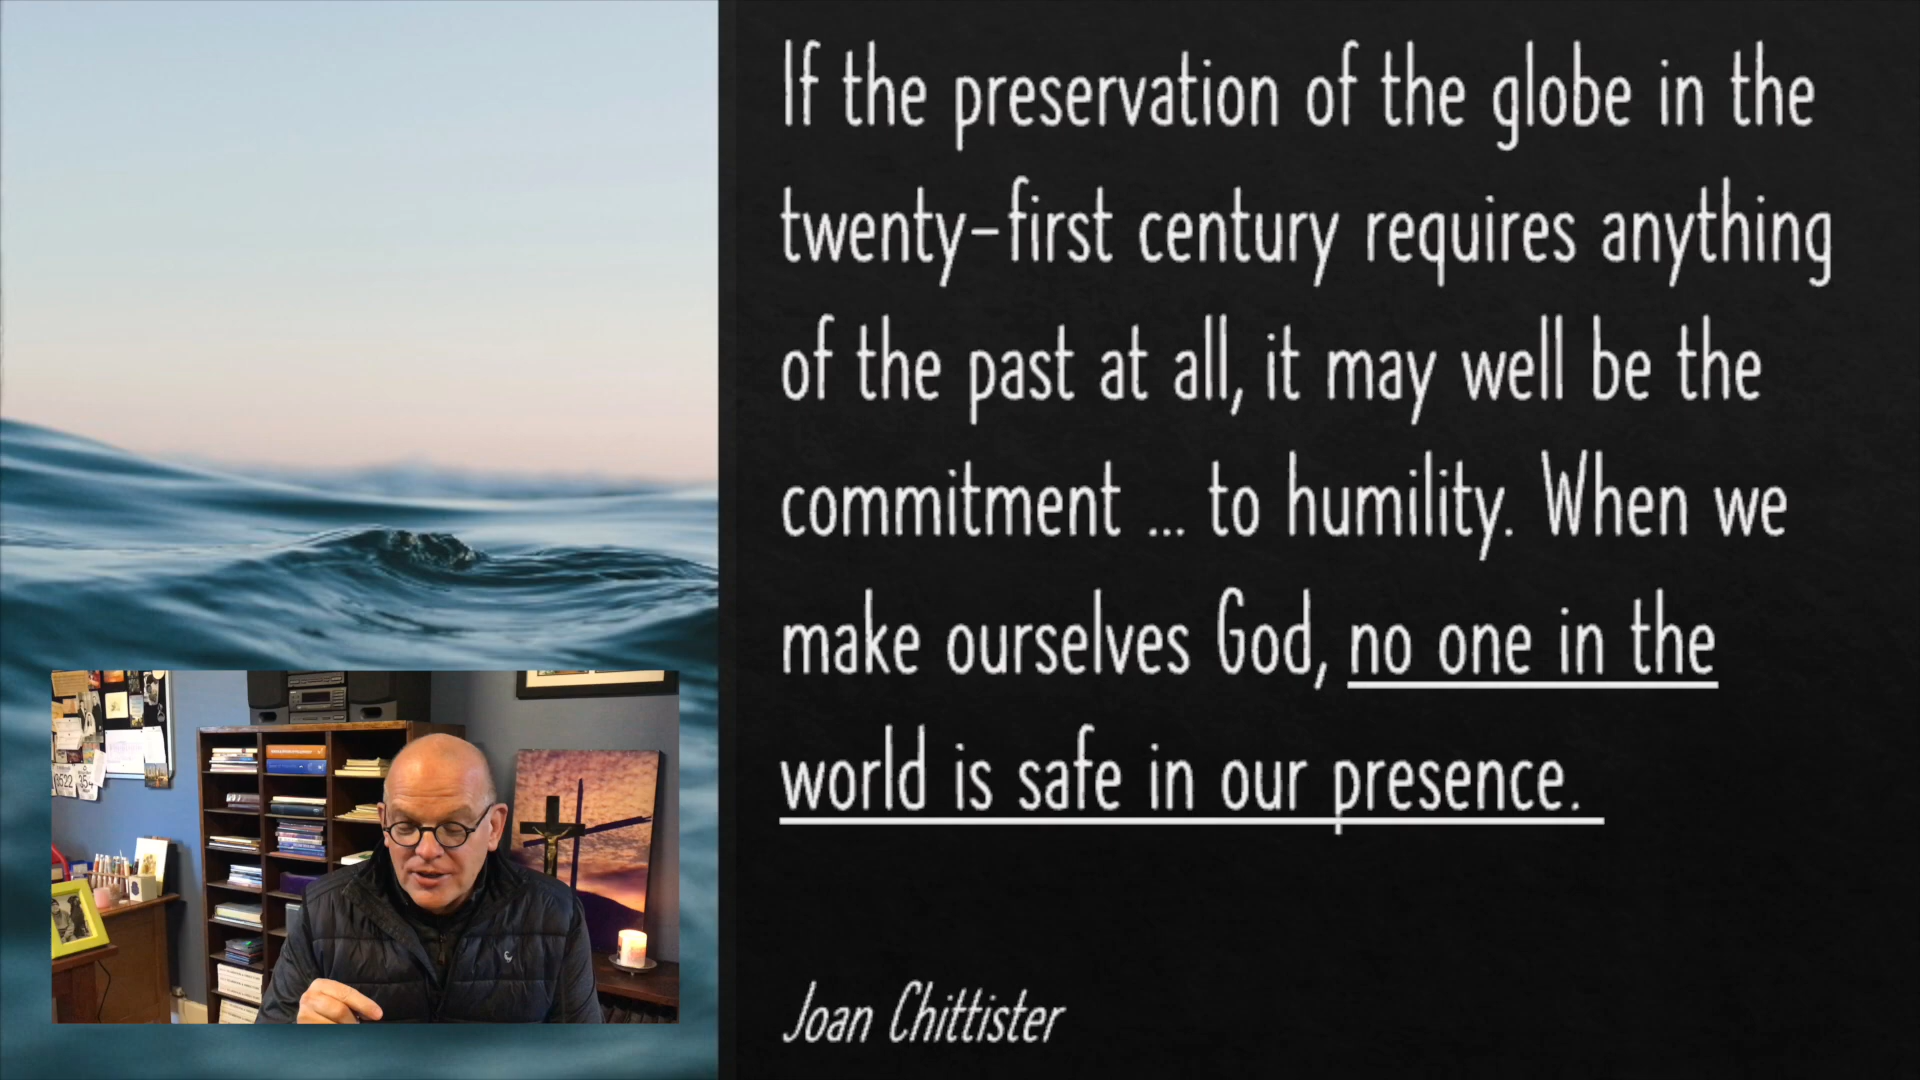 If the preservation of the globe in the
twenty-first century requires anything
of the past at all, it may well be the
commitment ... to humility. When we
make ourselves God, no one in the
world is safe in our presence.
Joan Chittister